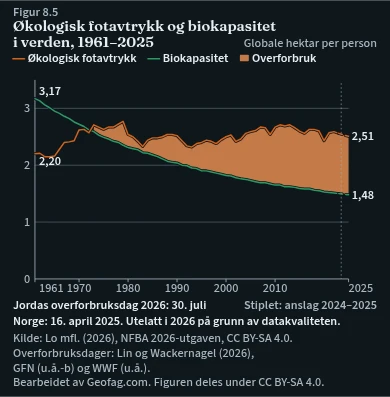 Figur 8.5
Økologisk fotavtrykk og biokapasitet
i verden, 1961–2025
Globale hektar per person
Økologisk fotavtrykk
Biokapasitet
Overforbruk
3,17
3
2,51
2,20
2
1,48
1
0
1961 1970 1980 1990 2000 2010 2025
Jordas overforbruksdag 2026: 30. juli
Stiplet: anslag 2024–2025
Norge: 16. april 2025. Utelatt i 2026 på grunn av datakvaliteten.
Kilde: Lo mfl. (2026), NFBA 2026-utgaven, CC BY-SA 4.0.
Overforbruksdager: Lin og Wackernagel (2026),
GFN (u.å.-b) og WWF (u.å.).
Bearbeidet av Geofag.com. Figuren deles under CC BY-SA 4.0.